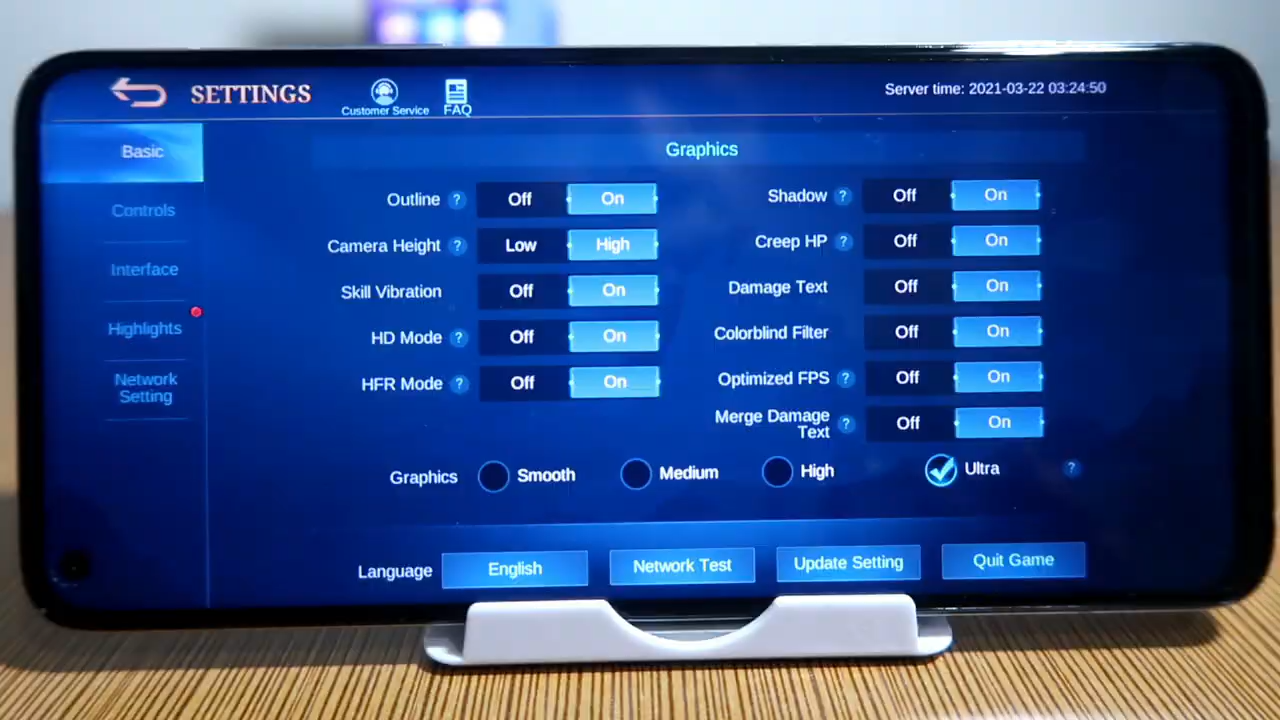 SETTINGS
Customer Service
FAQ
Server time: 2021-03-22 03:24:50
Basic
Controls
Interface
Highlights
Network
Setting
Graphics
Outline ? Off On
Shadow ? Off On
Camera Height ? Low High
Creep HP ? Off On
Skill Vibration Off On
Damage Text Off On
HD Mode ? Off On
Colorblind Filter Off On
HFR Mode ? Off On
Optimized FPS ? Off On
Merge Damage
Text ? Off On
Graphics Smooth Medium High Ultra ?
Language English Network Test Update Setting Quit Game